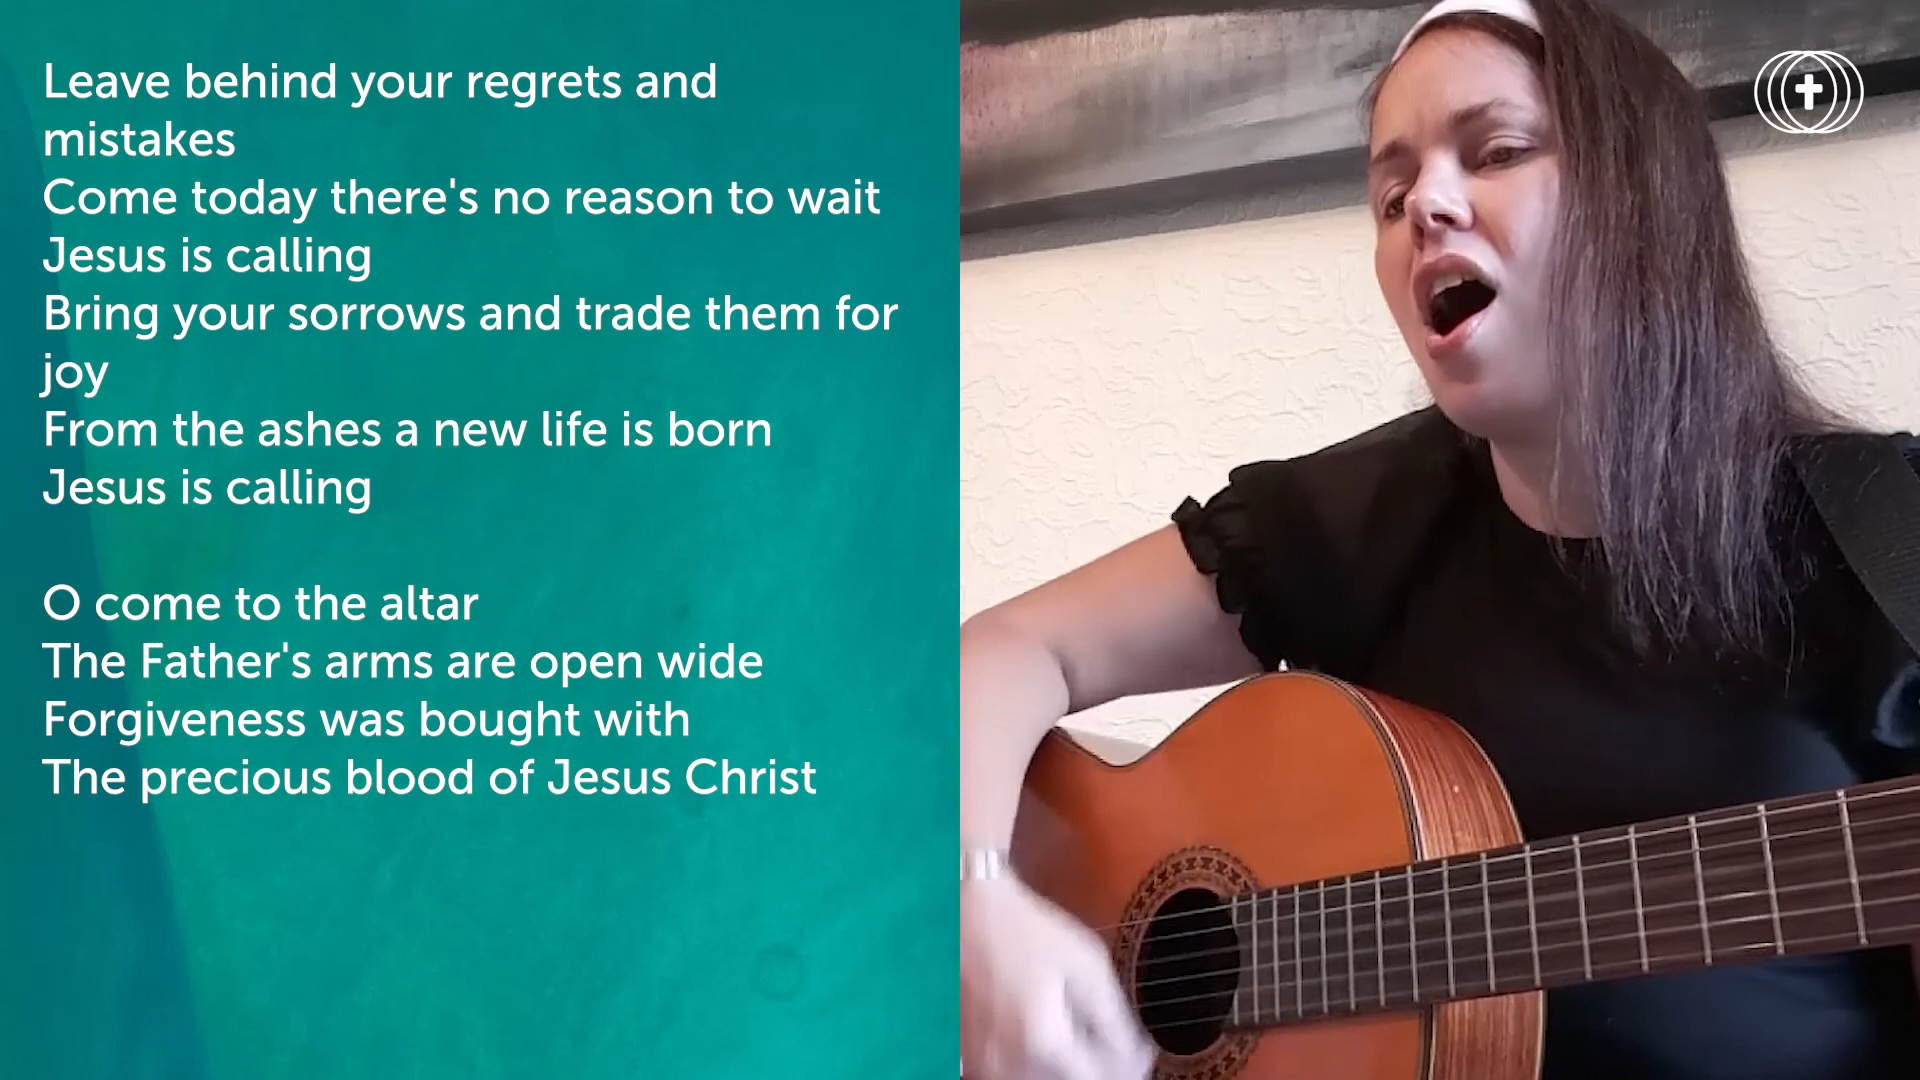 Leave behind your regrets and
mistakes
Come today there's no reason to wait
Jesus is calling
Bring your sorrows and trade them for
joy
From the ashes a new life is born
Jesus is calling
O come to the altar
The Father's arms are open wide
Forgiveness was bought with
The precious blood of Jesus Christ